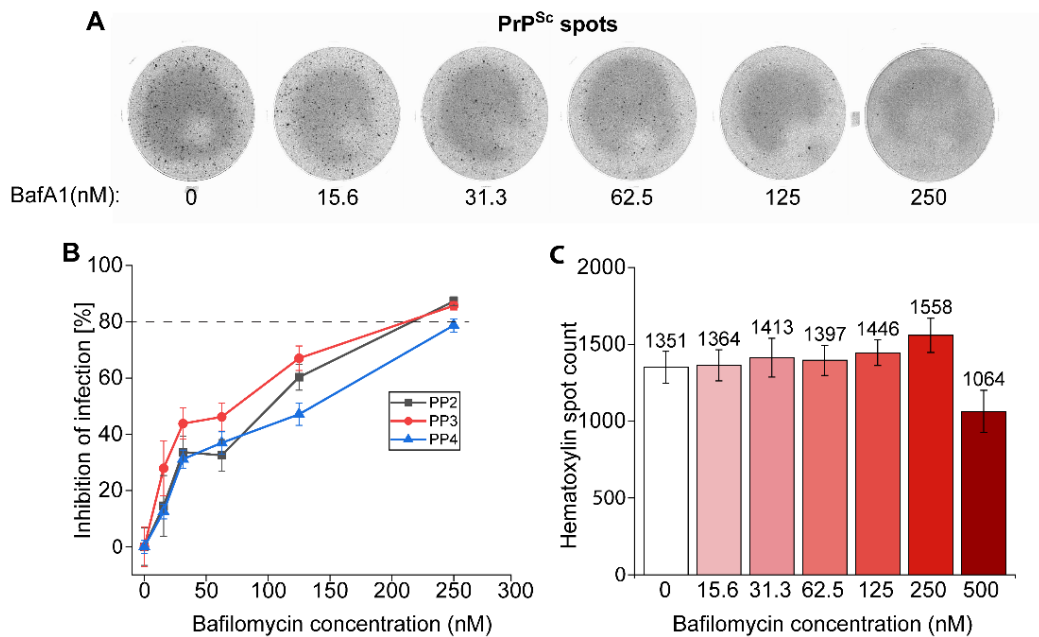 A
PrP^Sc spots
BafA1(nM): 0 15.6 31.3 62.5 125 250
B
Inhibition of infection [%]
100
80
60
40
20
0
PP2
PP3
PP4
0 50 100 150 200 250 300
Bafilomycin concentration (nM)
C
Hematoxylin spot count
2000
1500
1000
500
0
1351 1364 1413 1397 1446 1558 1064
0 15.6 31.3 62.5 125 250 500
Bafilomycin concentration (nM)